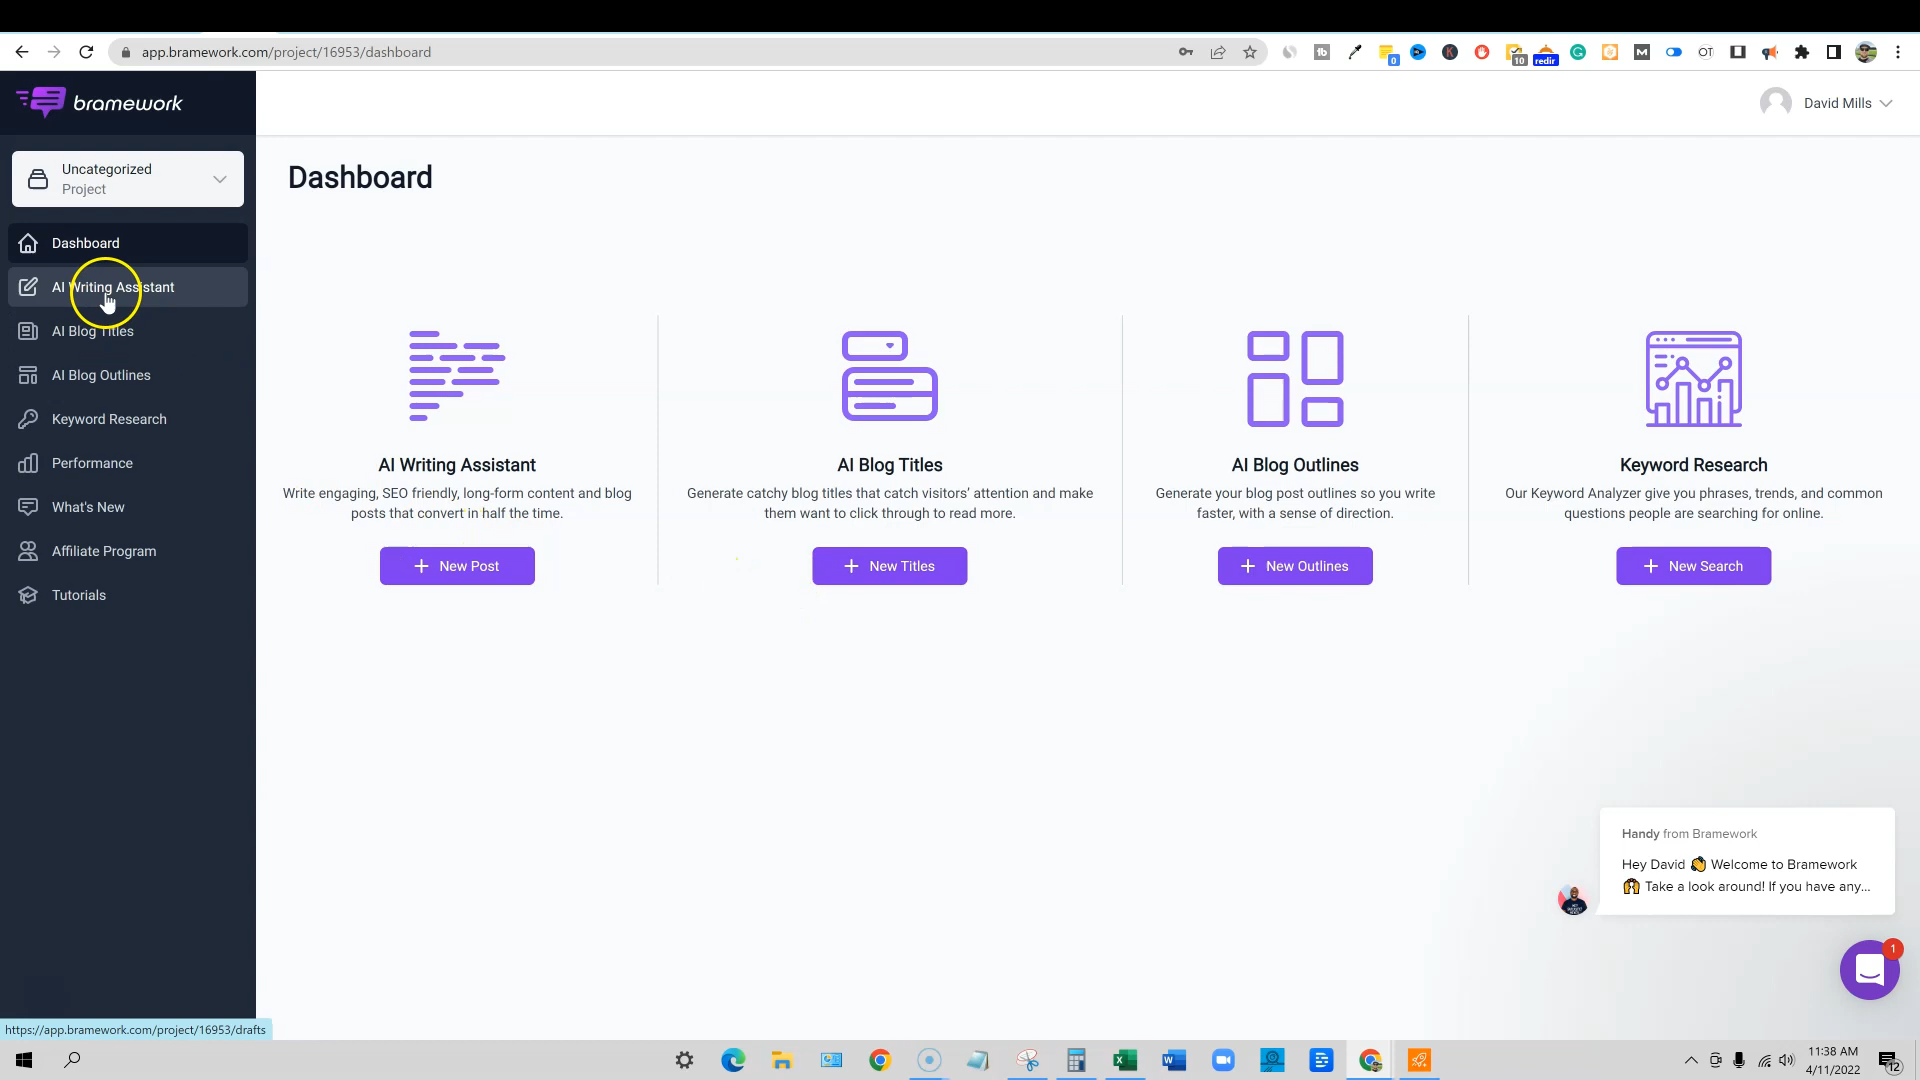 app.bramework.com/project/16953/dashboard
0
10
redir
bramework
David Mills
Uncategorized
Project
Dashboard
Dashboard
AI Writing Assistant
AI Blog Titles
AI Blog Outlines
Keyword Research
Performance
What's New
Affiliate Program
Tutorials
AI Writing Assistant
Write engaging, SEO friendly, long-form content and blog
posts that convert in half the time.
+ New Post
AI Blog Titles
Generate catchy blog titles that catch visitors' attention and make
them want to click through to read more.
+ New Titles
AI Blog Outlines
Generate your blog post outlines so you write
faster, with a sense of direction.
+ New Outlines
Keyword Research
Our Keyword Analyzer give you phrases, trends, and common
questions people are searching for online.
+ New Search
Handy from Bramework
Hey David 👏 Welcome to Bramework
🙌 Take a look around! If you have any...
1
https://app.bramework.com/project/16953/drafts
11:38 AM
4/11/2022
12